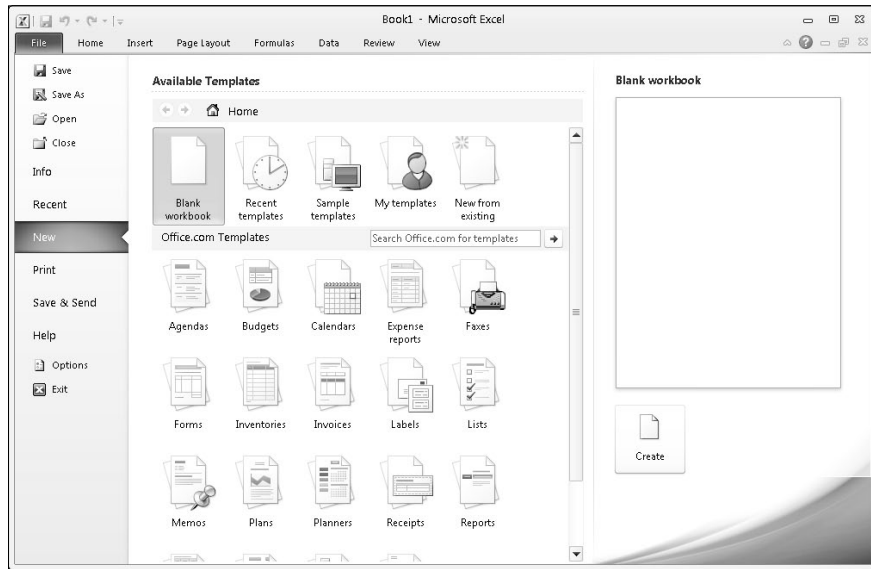 Book1 - Microsoft Excel
File Home Insert Page Layout Formulas Data Review View
Save
Save As
Open
Close
Info
Recent
New
Print
Save & Send
Help
Options
Exit
Available Templates
Home
Blank workbook
Recent templates
Sample templates
My templates
New from existing
Office.com Templates
Search Office.com for templates
Agendas
Budgets
Calendars
Expense reports
Faxes
Forms
Inventories
Invoices
Labels
Lists
Memos
Plans
Planners
Receipts
Reports
Blank workbook
Create